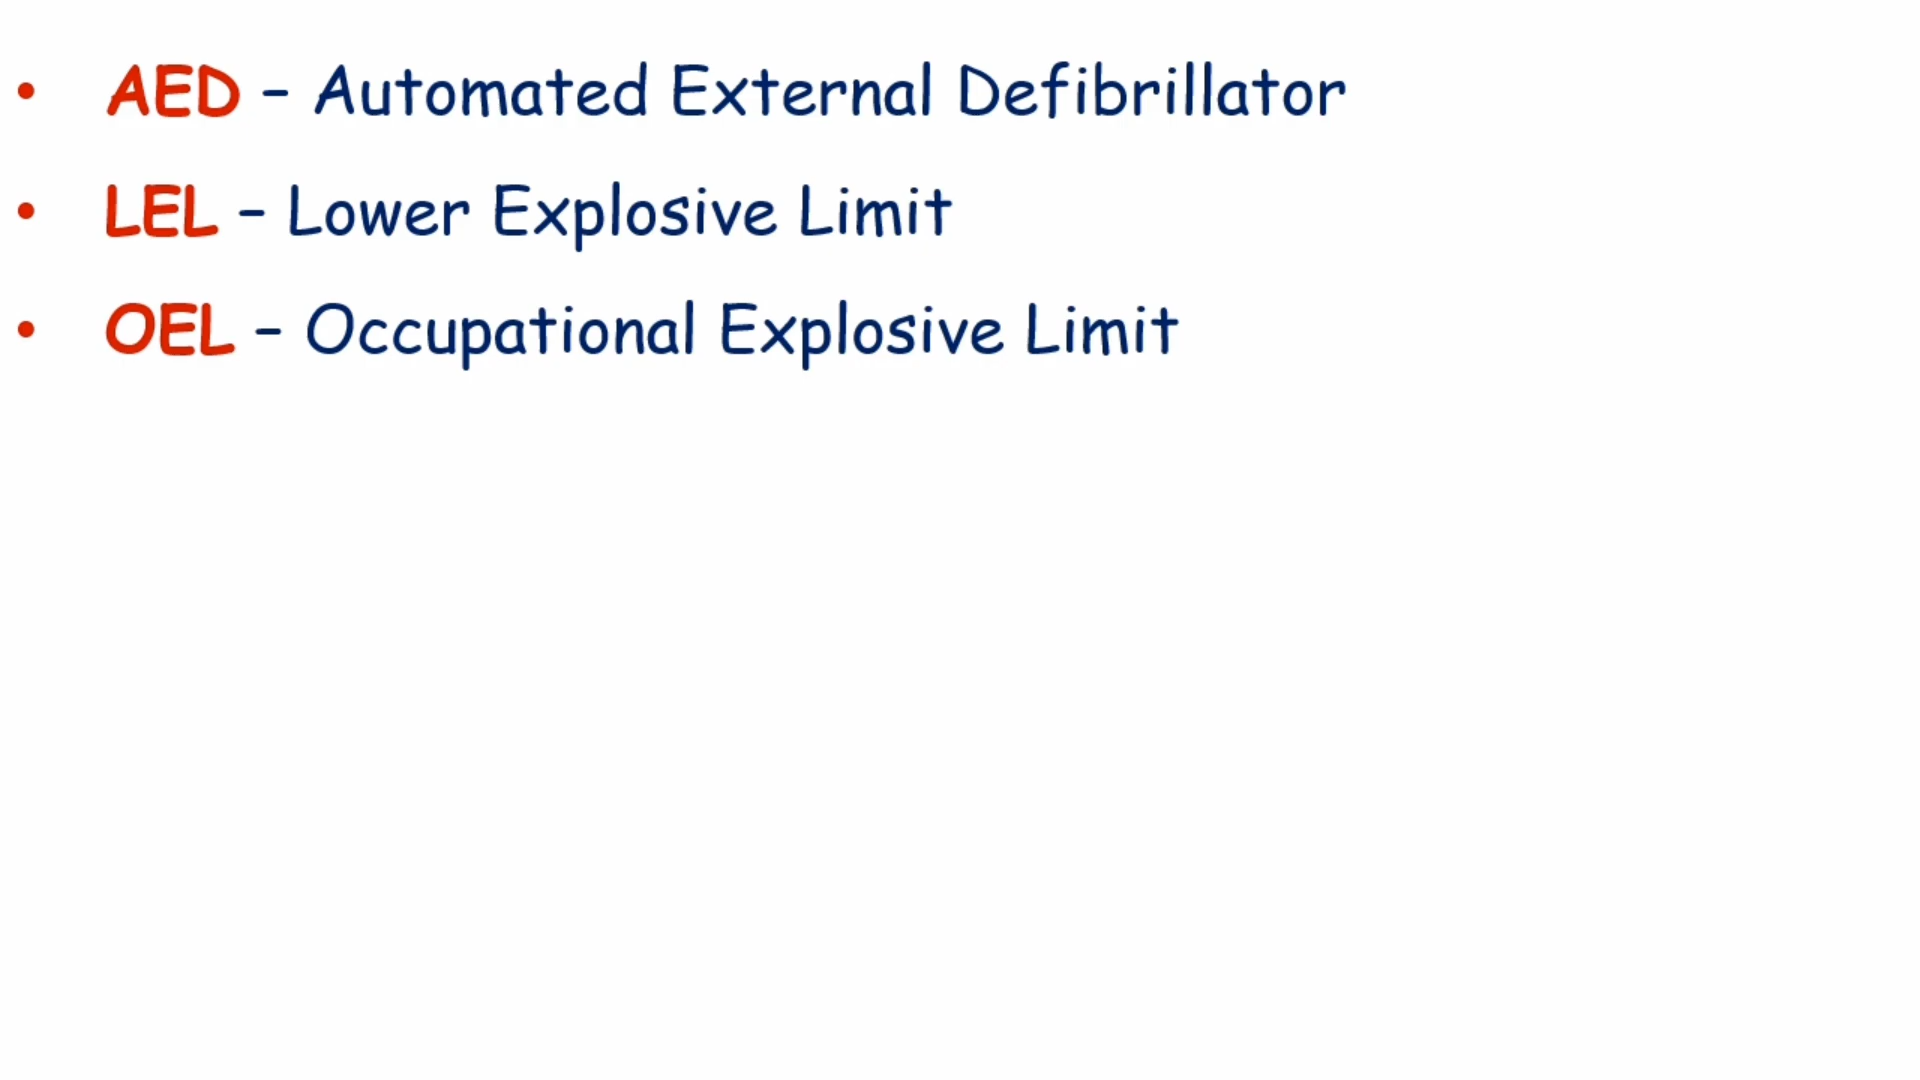 • AED – Automated External Defibrillator
• LEL – Lower Explosive Limit
• OEL – Occupational Explosive Limit